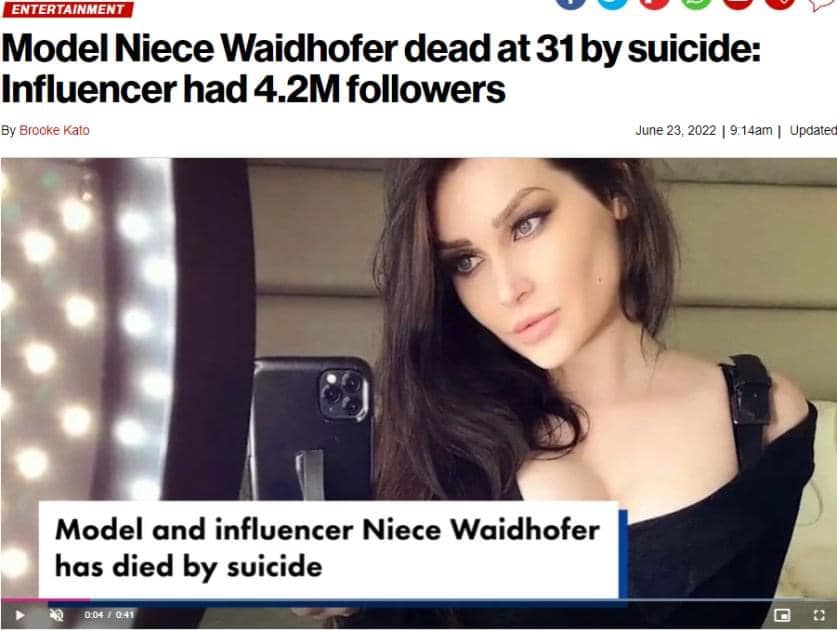 ENTERTAINMENT
Model Niece Waidhofer dead at 31 by suicide:
Influencer had 4.2M followers
By Brooke Kato
June 23, 2022 | 9:14am | Updated
Model and influencer Niece Waidhofer
has died by suicide
0:04 / 0:41